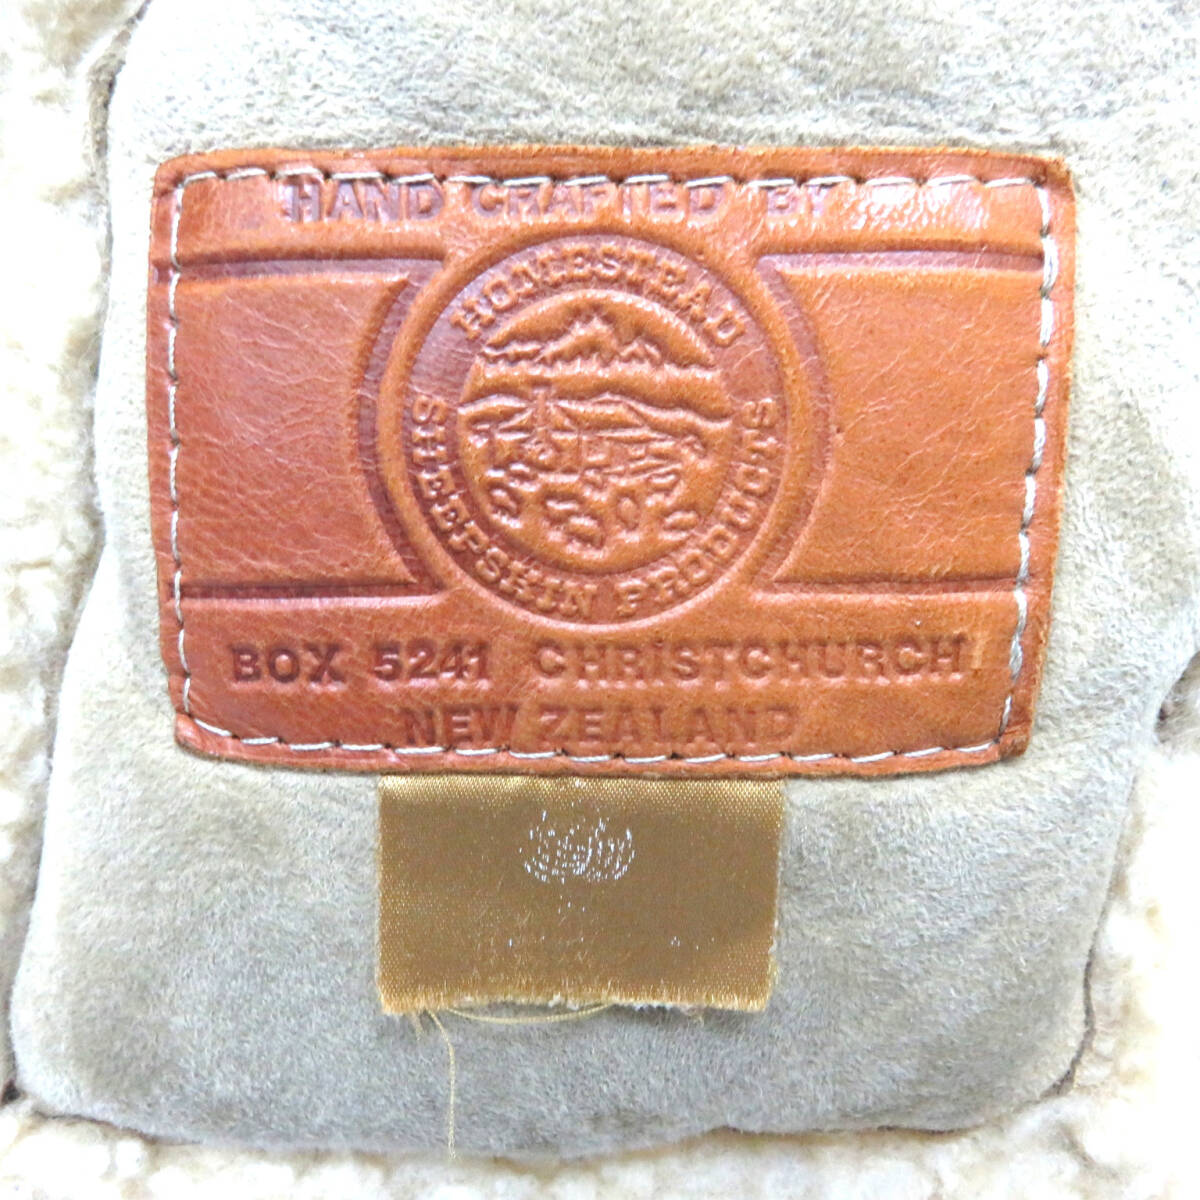 HAND CRAFTED BY
HOMESTEAD
SHEEPSKIN PRODUCTS
BOX 5241 CHRISTCHURCH
NEW ZEALAND